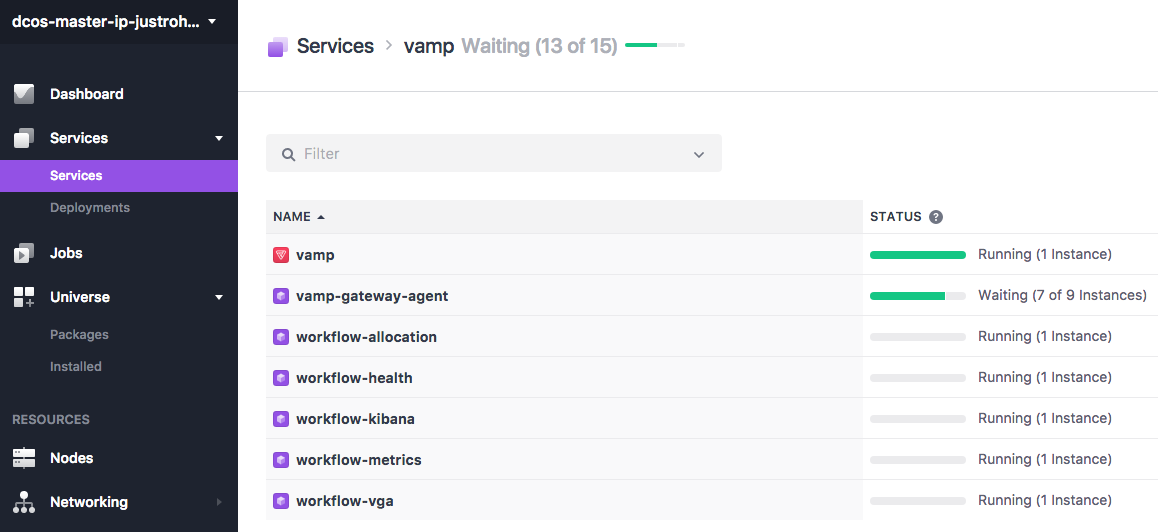 dcos-master-ip-justroh...
Dashboard
Services
Services
Deployments
Jobs
Universe
Packages
Installed
RESOURCES
Nodes
Networking
Services > vamp Waiting (13 of 15)
Filter
NAME STATUS ?
vamp Running (1 Instance)
vamp-gateway-agent Waiting (7 of 9 Instances)
workflow-allocation Running (1 Instance)
workflow-health Running (1 Instance)
workflow-kibana Running (1 Instance)
workflow-metrics Running (1 Instance)
workflow-vga Running (1 Instance)